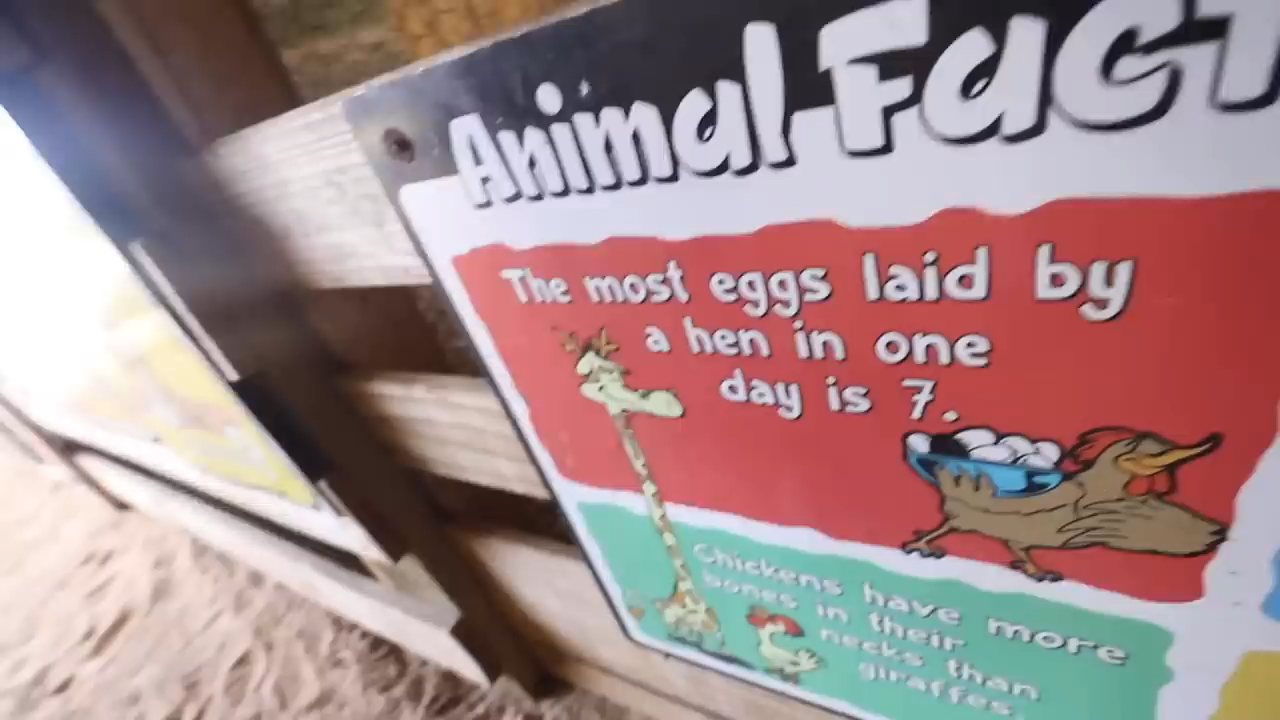 Animal Fact
The most eggs laid by
a hen in one
day is 7.
Chickens have more
bones in their
necks than
giraffes.